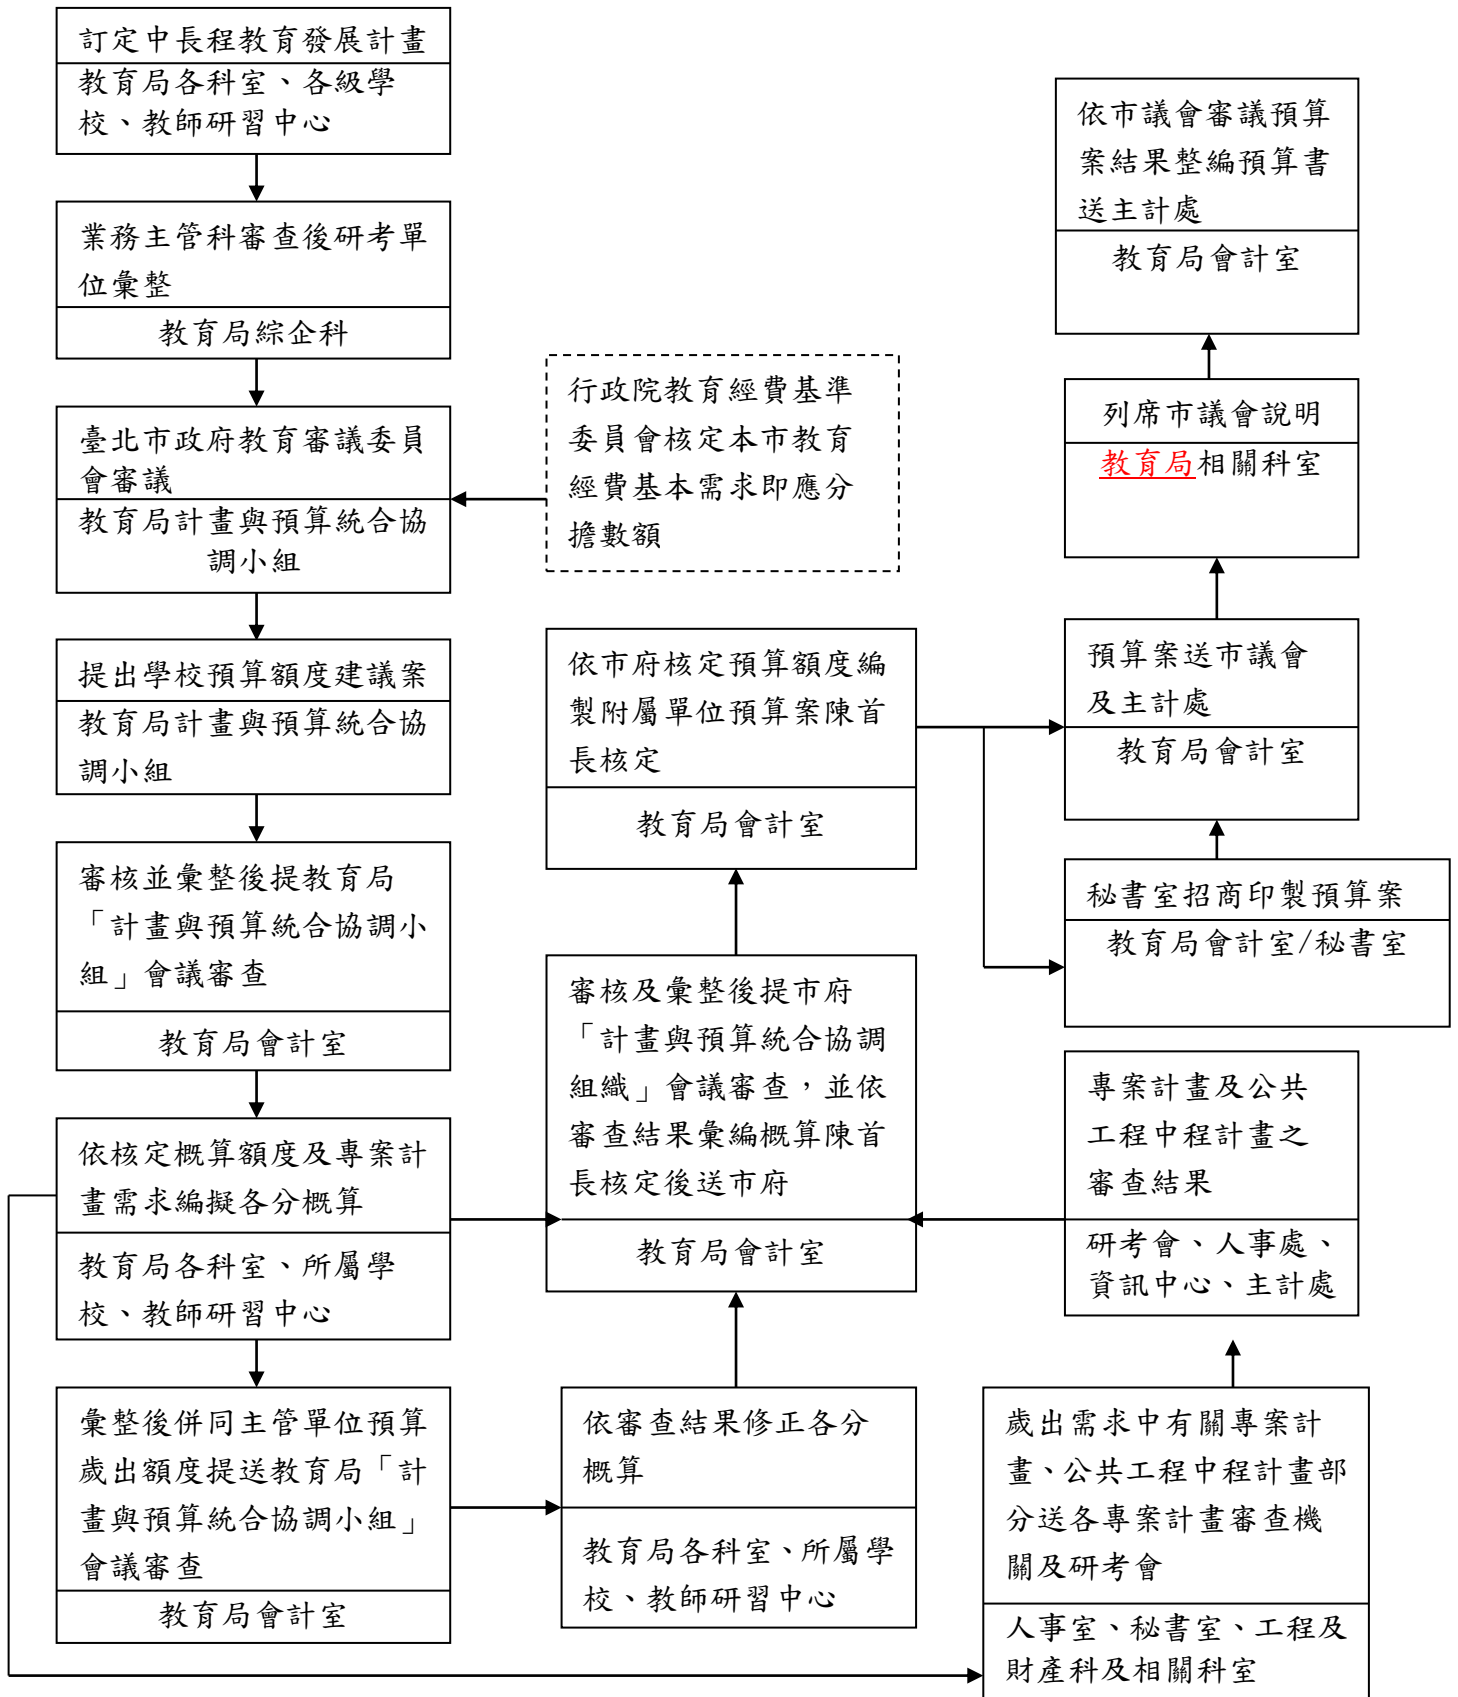 訂定中長程教育發展計畫
教育局各科室、各級學
校、教師研習中心
業務主管科審查後研考單
位彙整
教育局綜企科
臺北市政府教育審議委員
會審議
教育局計畫與預算統合協
調小組
提出學校預算額度建議案
教育局計畫與預算統合協
調小組
審核並彙整後提教育局
「計畫與預算統合協調小
組」會議審查
教育局會計室
依核定概算額度及專案計
畫需求編擬各分概算
教育局各科室、所屬學
校、教師研習中心
彙整後併同主管單位預算
歲出額度提送教育局「計
畫與預算統合協調小組」
會議審查
教育局會計室
行政院教育經費基準
委員會核定本市教育
經費基本需求即應分
擔數額
依市府核定預算額度編
製附屬單位預算案陳首
長核定
教育局會計室
審核及彙整後提市府
「計畫與預算統合協調
組織」會議審查，並依
審查結果彙編概算陳首
長核定後送市府
教育局會計室
依審查結果修正各分
概算
教育局各科室、所屬學
校、教師研習中心
依市議會審議預算
案結果整編預算書
送主計處
教育局會計室
列席市議會說明
教育局相關科室
預算案送市議會
及主計處
教育局會計室
秘書室招商印製預算案
教育局會計室/秘書室
專案計畫及公共
工程中程計畫之
審查結果
研考會、人事處、
資訊中心、主計處
歲出需求中有關專案計
畫、公共工程中程計畫部
分送各專案計畫審查機
關及研考會
人事室、秘書室、工程及
財產科及相關科室